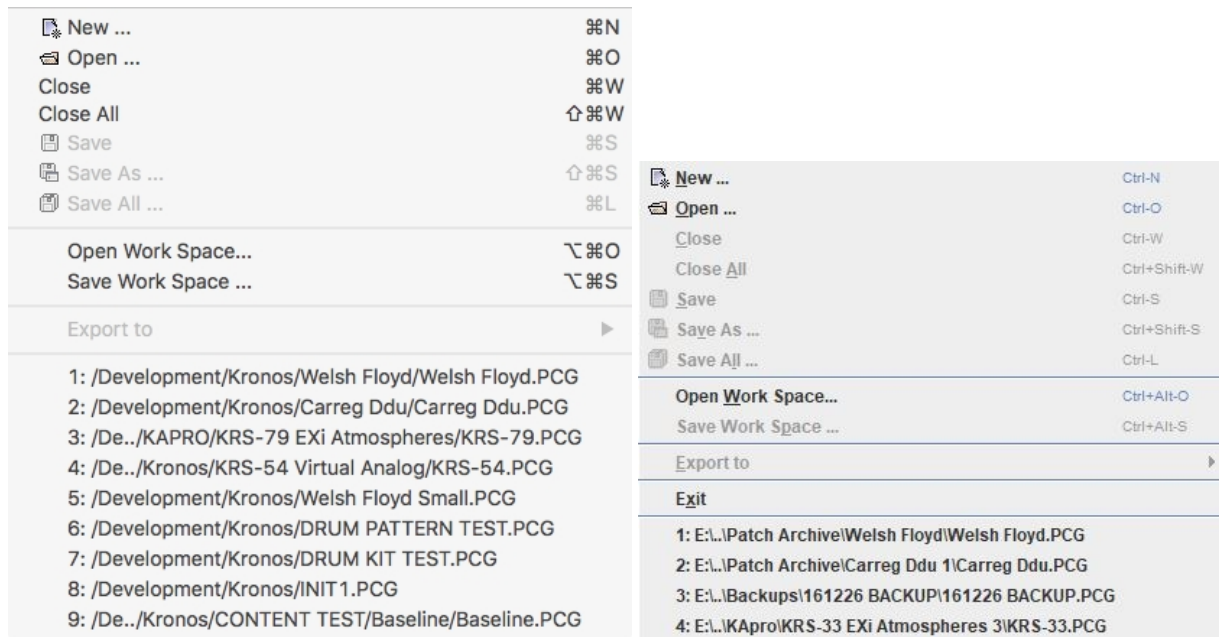 New ... ⌘N
Open ... ⌘O
Close ⌘W
Close All ⇧⌘W
Save ⌘S
Save As ... ⇧⌘S
Save All ... ⌘L
Open Work Space... ⌥⌘O
Save Work Space ... ⌥⌘S
Export to
1: /Development/Kronos/Welsh Floyd/Welsh Floyd.PCG
2: /Development/Kronos/Carreg Ddu/Carreg Ddu.PCG
3: /De../KAPRO/KRS-79 EXi Atmospheres/KRS-79.PCG
4: /De../Kronos/KRS-54 Virtual Analog/KRS-54.PCG
5: /Development/Kronos/Welsh Floyd Small.PCG
6: /Development/Kronos/DRUM PATTERN TEST.PCG
7: /Development/Kronos/DRUM KIT TEST.PCG
8: /Development/Kronos/INIT1.PCG
9: /De../Kronos/CONTENT TEST/Baseline/Baseline.PCG
New ... Ctrl-N
Open ... Ctrl-O
Close Ctrl-W
Close All Ctrl+Shift-W
Save Ctrl-S
Save As ... Ctrl+Shift-S
Save All ... Ctrl-L
Open Work Space... Ctrl+Alt-O
Save Work Space ... Ctrl+Alt-S
Export to
Exit
1: E:\..\Patch Archive\Welsh Floyd\Welsh Floyd.PCG
2: E:\..\Patch Archive\Carreg Ddu 1\Carreg Ddu.PCG
3: E:\..\Backups\161226 BACKUP\161226 BACKUP.PCG
4: E:\..\KApro\KRS-33 EXi Atmospheres 3\KRS-33.PCG